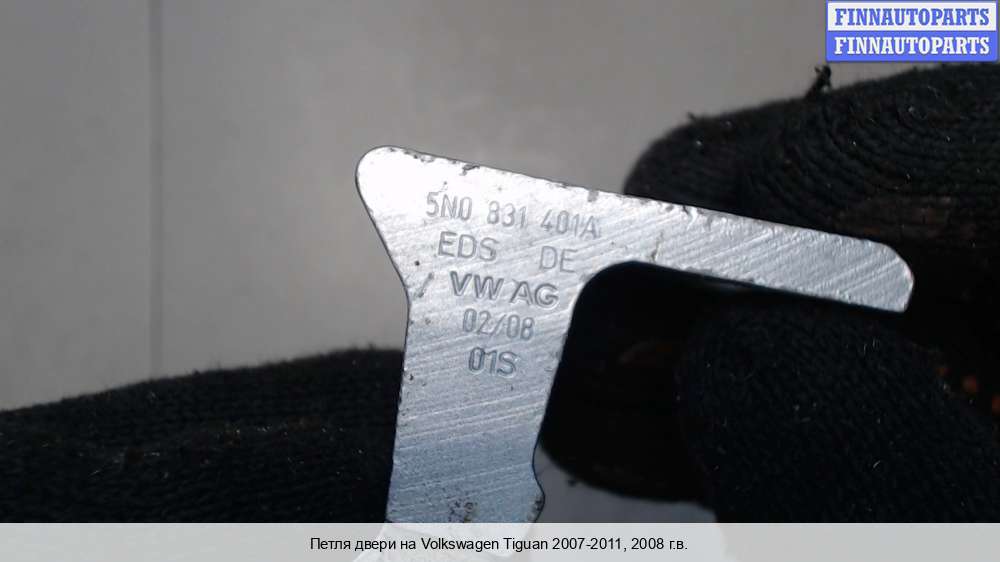 FINNAUTOPARTS
FINNAUTOPARTS
5N0 831 401A
EDS DE
VW AG
02/08
01S
Петля двери на Volkswagen Tiguan 2007-2011, 2008 г.в.